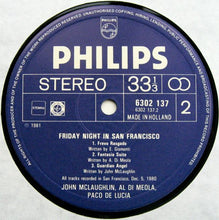 PHILIPS
STEREO 33 1/3 ∞
6302 137
6302 137.2
MADE IN HOLLAND
2
℗ 1981
FRIDAY NIGHT IN SAN FRANCISCO
1. Frevo Rasgado
Written by E. Gismonti
2. Fantasia Suite
Written by A. Di Meola
3. Guardian Angel
Written by John McLaughlin
All tracks recorded in San Francisco, Dec. 5, 1980
JOHN MCLAUGHLIN, AL DI MEOLA,
PACO DE LUCIA